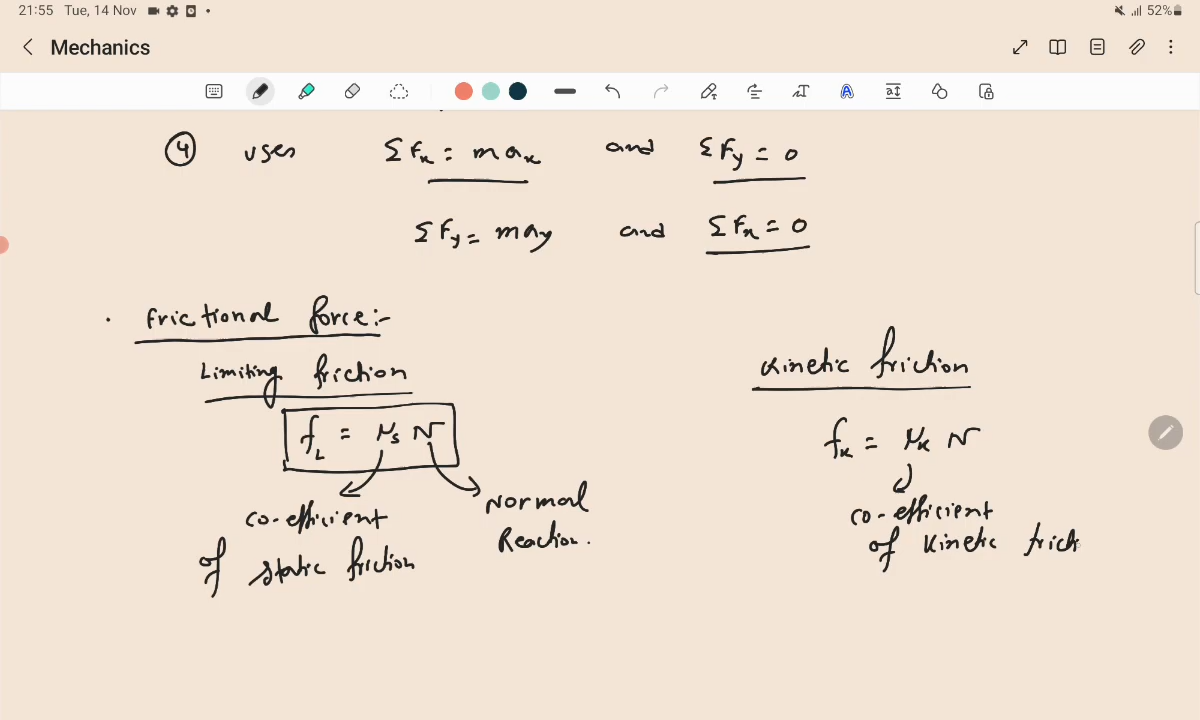 21:55 Tue, 14 Nov
52%
Mechanics
④ uses ΣFx = max and ΣFy = 0
ΣFy = may and ΣFx = 0
· frictional force:-
Limiting friction
Kinetic friction
fL = μs N
fk = μk N
co-efficient of static friction
Normal Reaction.
co-efficient of Kinetic frict